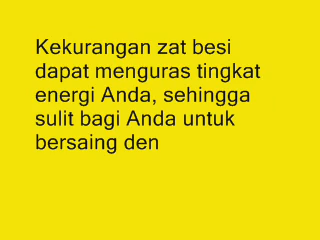 Kekurangan zat besi
dapat menguras tingkat
energi Anda, sehingga
sulit bagi Anda untuk
bersaing den